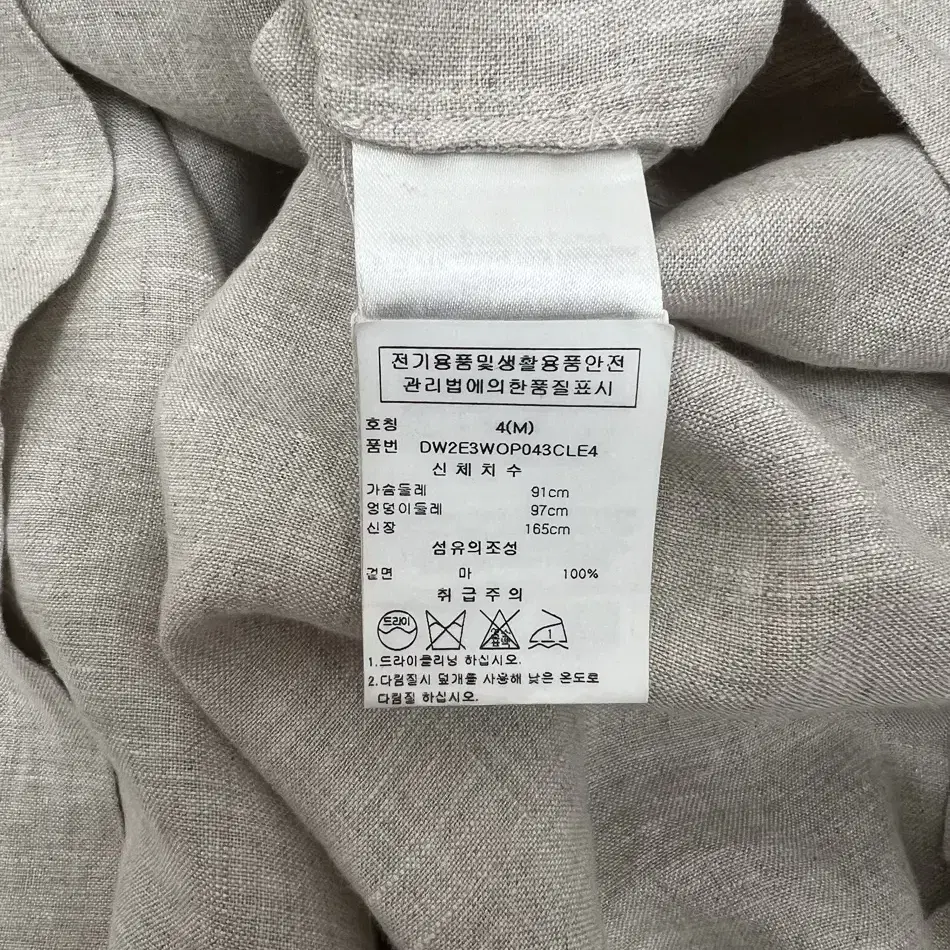 전기용품및생활용품안전
관리법에의한품질표시
호칭 4(M)
품번 DW2E3WOP043CLE4
신체치수
가슴둘레 91cm
엉덩이둘레 97cm
신장 165cm
섬유의조성
겉면 마 100%
취급주의
드라이 염소표백 1
1.드라이클리닝 하십시오.
2.다림질시 덮개를 사용해 낮은 온도로
다림질 하십시오.